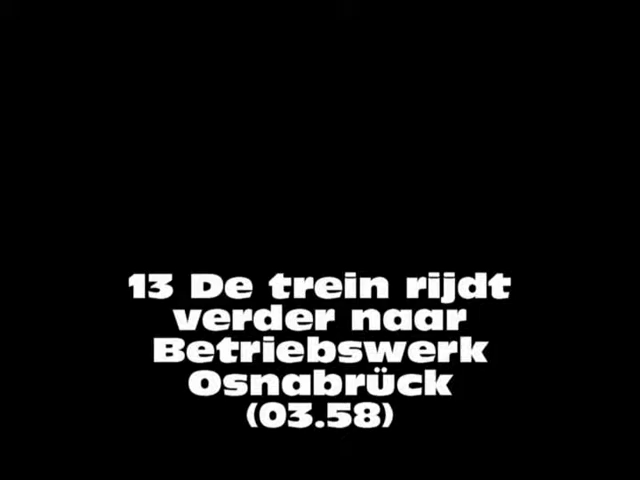 13 De trein rijdt
verder naar
Betriebswerk
Osnabrück
(03.58)